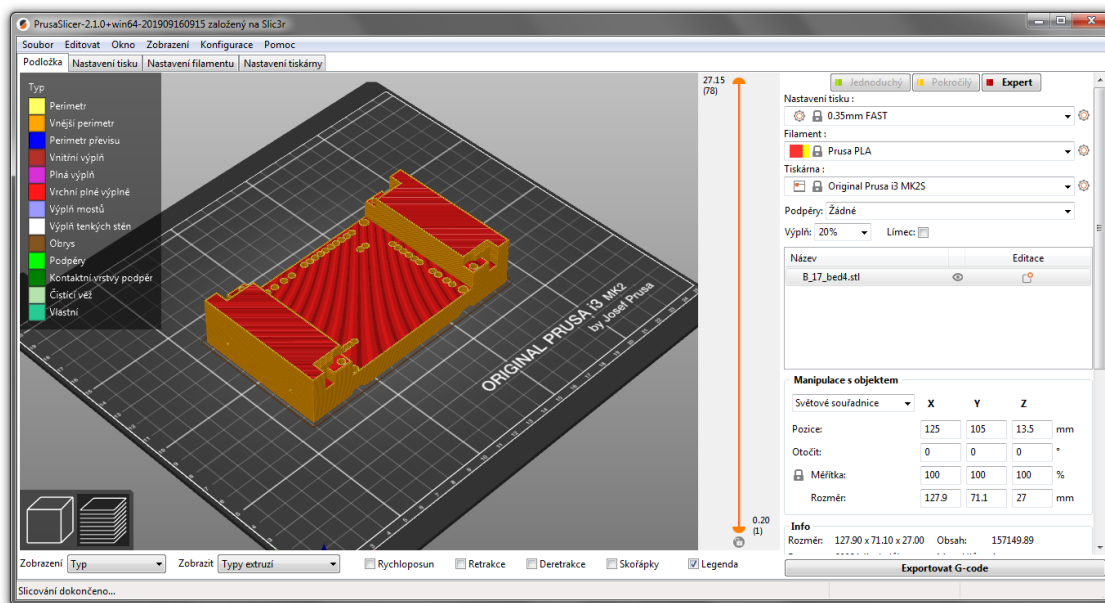 PrusaSlicer-2.1.0+win64-201909160915 založený na Slic3r
Soubor Editovat Okno Zobrazení Konfigurace Pomoc
Podložka Nastavení tisku Nastavení filamentu Nastavení tiskárny
Typ
Perimetr
Vnější perimetr
Perimetr převisu
Vnitřní výplň
Plná výplň
Vrchní plné výplně
Výplň mostů
Výplň tenkých stěn
Obrys
Podpěry
Kontaktní vrstvy podpěr
Čistící věž
Vlastní
ORIGINAL PRUSA i3 MK2
by Josef Prusa
27.15
(78)
0.20
(1)
Jednoduchý Pokročilý Expert
Nastavení tisku :
0.35mm FAST
Filament :
Prusa PLA
Tiskárna :
Original Prusa i3 MK2S
Podpěry: Žádné
Výplň: 20% Límec:
Název Editace
B_17_bed4.stl
Manipulace s objektem
Světové souřadnice X Y Z
Pozice: 125 105 13.5 mm
Otočit: 0 0 0 °
Měřítka: 100 100 100 %
Rozměr: 127.9 71.1 27 mm
Info
Rozměr: 127.90 x 71.10 x 27.00 Obsah: 157149.89
Exportovat G-code
Zobrazení Typ Zobrazit Typy extruzí Rychloposun Retrakce Deretrakce Skořápky Legenda
Slicování dokončeno...